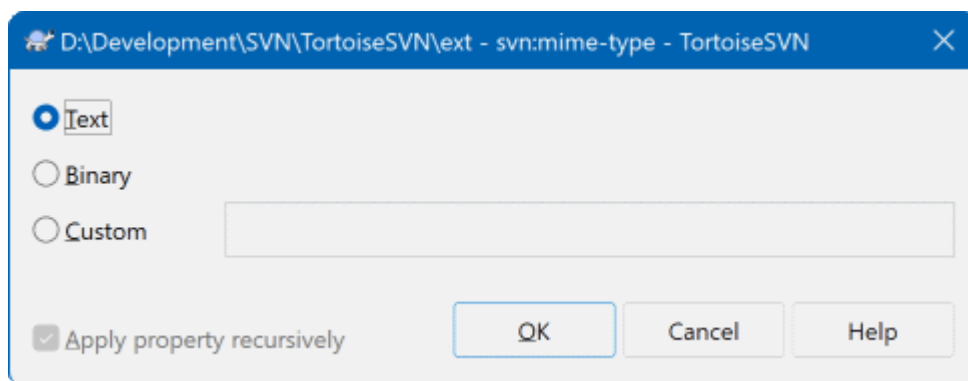 D:\Development\SVN\TortoiseSVN\ext - svn:mime-type - TortoiseSVN
Text
Binary
Custom
Apply property recursively
OK Cancel Help